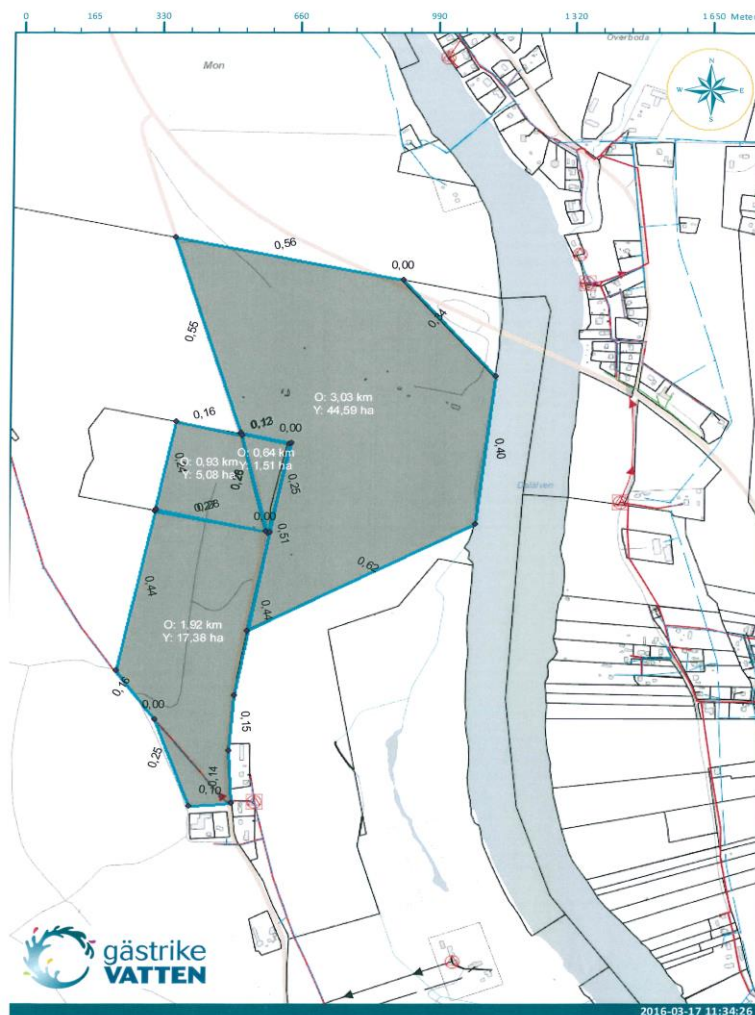 0 165 330 660 990 1320 1650 Meter
Överboda
Mon
N
W E
S
0,56
0,00
0,55
O: 3,03 km
Y: 44,59 ha
0,16
0,12
0,00
O: 0,64 km
Y: 1,51 ha
O: 0,93 km
Y: 5,08 ha
0,24
0,25
0,40
Dalälven
0,00
0,51
0,62
0,44
0,44
O: 1,92 km
Y: 17,38 ha
0,00
0,15
0,25
0,14
0,10
gästrike
VATTEN
2016-03-17 11:34:26